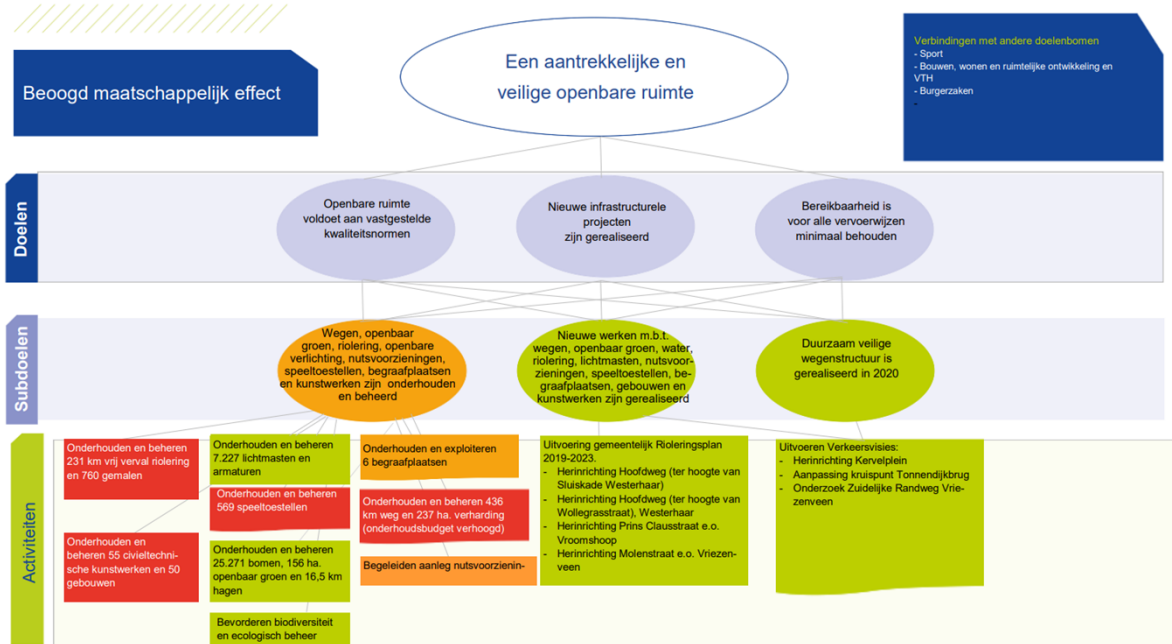 Beoogd maatschappelijk effect
Een aantrekkelijke en
veilige openbare ruimte
Verbindingen met andere doelenbomen
- Sport
- Bouwen, wonen en ruimtelijke ontwikkeling en
VTH
- Burgerzaken
-
Doelen
Openbare ruimte
voldoet aan vastgestelde
kwaliteitsnormen
Nieuwe infrastructurele
projecten
zijn gerealiseerd
Bereikbaarheid is
voor alle vervoerwijzen
minimaal behouden
Subdoelen
Wegen, openbaar
groen, riolering, openbare
verlichting, nutsvoorzieningen,
speeltoestellen, begraafplaatsen
en kunstwerken zijn onderhouden
en beheerd
Nieuwe werken m.b.t.
wegen, openbaar groen, water,
riolering, lichtmasten, nutsvoor-
zieningen, speeltoestellen, be-
graafplaatsen, gebouwen en
kunstwerken zijn gerealiseerd
Duurzaam veilige
wegenstructuur is
gerealiseerd in 2020
Activiteiten
Onderhouden en beheren
231 km vrij verval riolering
en 760 gemalen
Onderhouden en
beheren 55 civieltechni-
sche kunstwerken en 50
gebouwen
Onderhouden en beheren
7.227 lichtmasten en
armaturen
Onderhouden en beheren
569 speeltoestellen
Onderhouden en beheren
25.271 bomen, 156 ha.
openbaar groen en 16,5 km
hagen
Bevorderen biodiversiteit
en ecologisch beheer
Onderhouden en exploiteren
6 begraafplaatsen
Onderhouden en beheren 436
km weg en 237 ha. verharding
(onderhoudsbudget verhoogd)
Begeleiden aanleg nutsvoorzienin-
Uitvoering gemeentelijk Rioleringsplan
2019-2023.
- Herinrichting Hoofdweg (ter hoogte van
Sluiskade Westerhaar)
- Herinrichting Hoofdweg (ter hoogte van
Wollegrasstraat), Westerhaar
- Herinrichting Prins Clausstraat e.o.
Vroomshoop
- Herinrichting Molenstraat e.o. Vriezen-
veen
Uitvoeren Verkeersvisies:
- Herinrichting Kervelplein
- Aanpassing kruispunt Tonnendijkbrug
- Onderzoek Zuidelijke Randweg Vrie-
zenveen